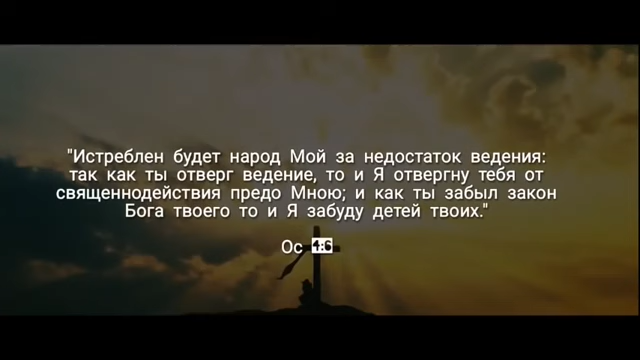 "Истреблен будет народ Мой за недостаток ведения:
так как ты отверг ведение, то и Я отвергну тебя от
священнодействия предо Мною; и как ты забыл закон
Бога твоего то и Я забуду детей твоих."
Ос 4:6